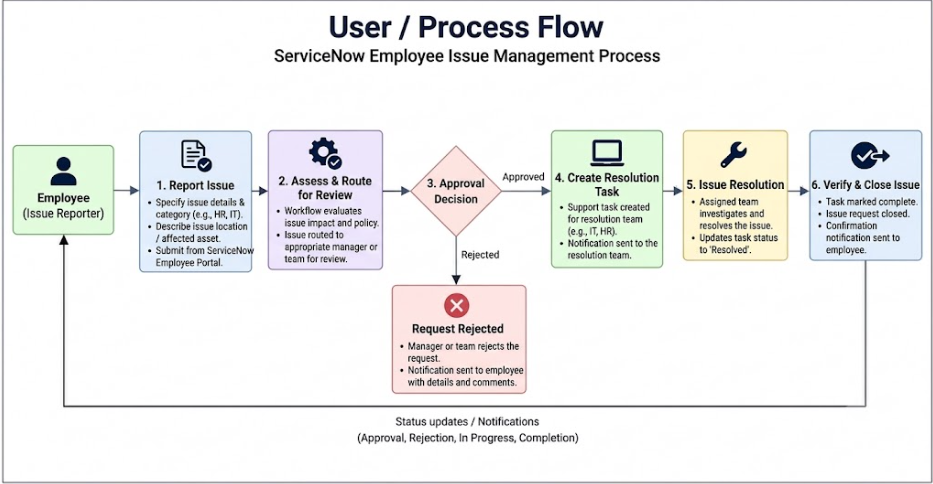 User / Process Flow
ServiceNow Employee Issue Management Process
Employee
(Issue Reporter)
1. Report Issue
• Specify issue details &
category (e.g., HR, IT).
• Describe issue location
/ affected asset.
• Submit from ServiceNow
Employee Portal.
2. Assess & Route
for Review
• Workflow evaluates
issue impact and policy.
• Issue routed to
appropriate manager or
team for review.
3. Approval
Decision
Approved
Rejected
4. Create Resolution
Task
• Support task created
for resolution team
(e.g., IT, HR).
• Notification sent to the
resolution team.
5. Issue Resolution
• Assigned team
investigates and
resolves the issue.
• Updates task status
to 'Resolved'.
6. Verify & Close Issue
• Task marked complete.
• Issue request closed.
• Confirmation
notification sent to
employee.
Request Rejected
• Manager or team rejects the
request.
• Notification sent to employee
with details and comments.
Status updates / Notifications
(Approval, Rejection, In Progress, Completion)